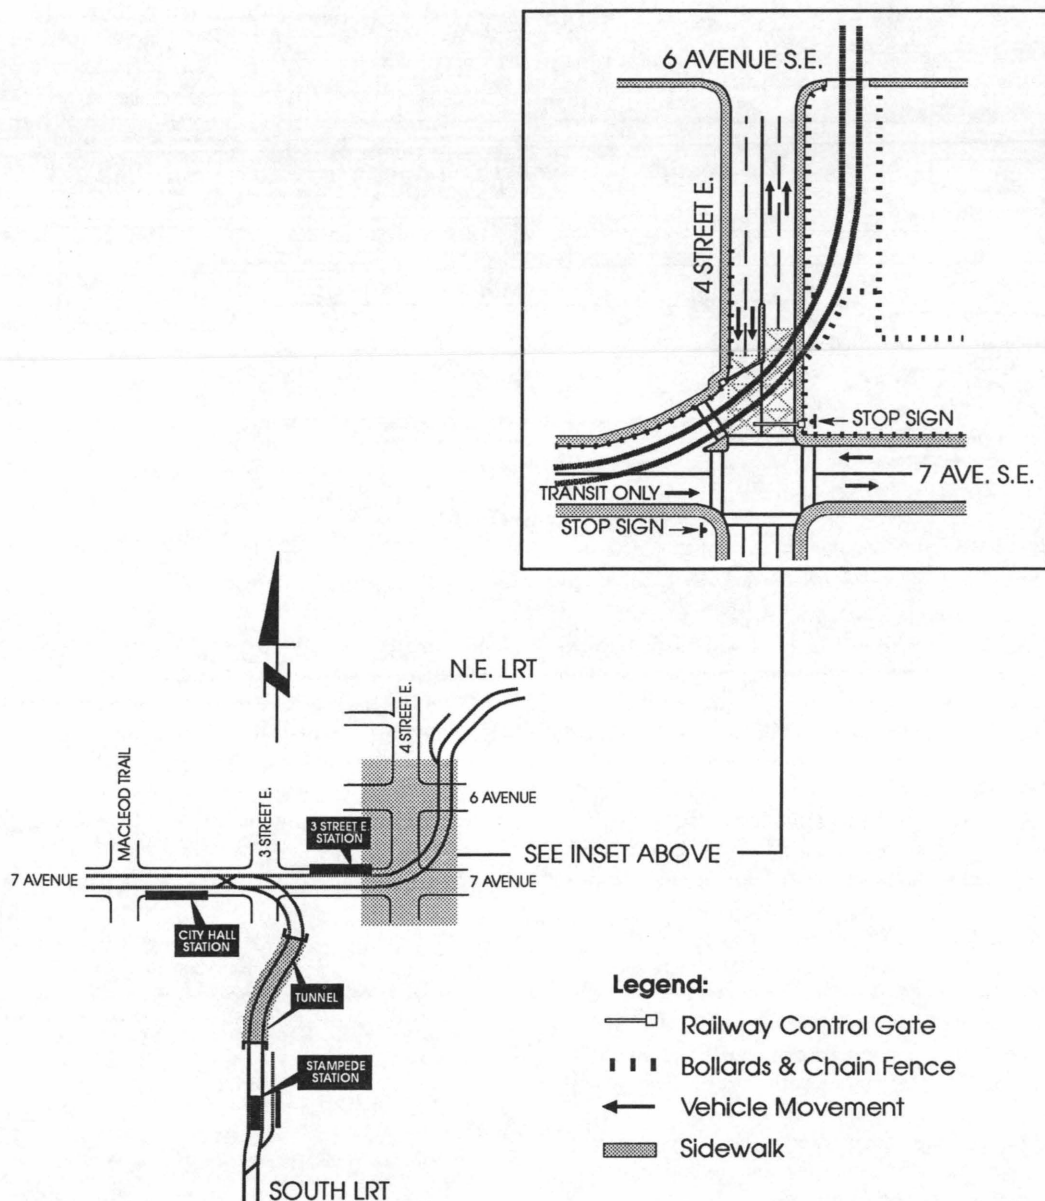 6 AVENUE S.E.
4 STREET E.
STOP SIGN
7 AVE. S.E.
TRANSIT ONLY
STOP SIGN
N
N.E. LRT
4 STREET E.
MACLEOD TRAIL
3 STREET E.
6 AVENUE
3 STREET E.
STATION
SEE INSET ABOVE
7 AVENUE
7 AVENUE
CITY HALL
STATION
TUNNEL
STAMPEDE
STATION
SOUTH LRT
Legend:
Railway Control Gate
Bollards & Chain Fence
Vehicle Movement
Sidewalk